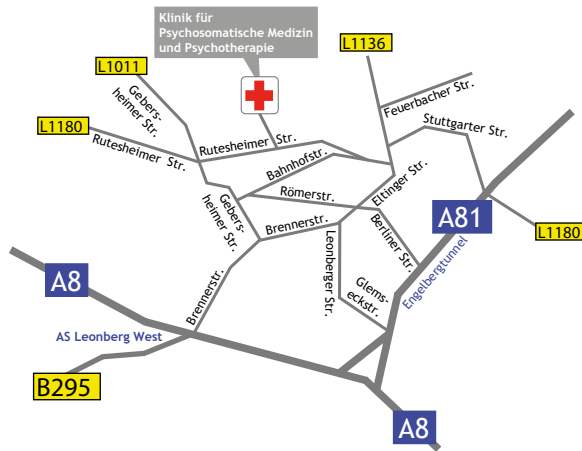 Klinik für
Psychosomatische Medizin
und Psychotherapie
L1136
L1011
Gebers-
heimer Str.
Feuerbacher Str.
L1180
Rutesheimer Str.
Rutesheimer Str.
Stuttgarter Str.
Bahnhofstr.
Römerstr.
Eltinger Str.
Gebers-
heimer Str.
Brennerstr.
Leonberger Str.
Berliner Str.
A81
L1180
Engelbergtunnel
A8
Brennerstr.
Glems-
eckstr.
AS Leonberg West
B295
A8